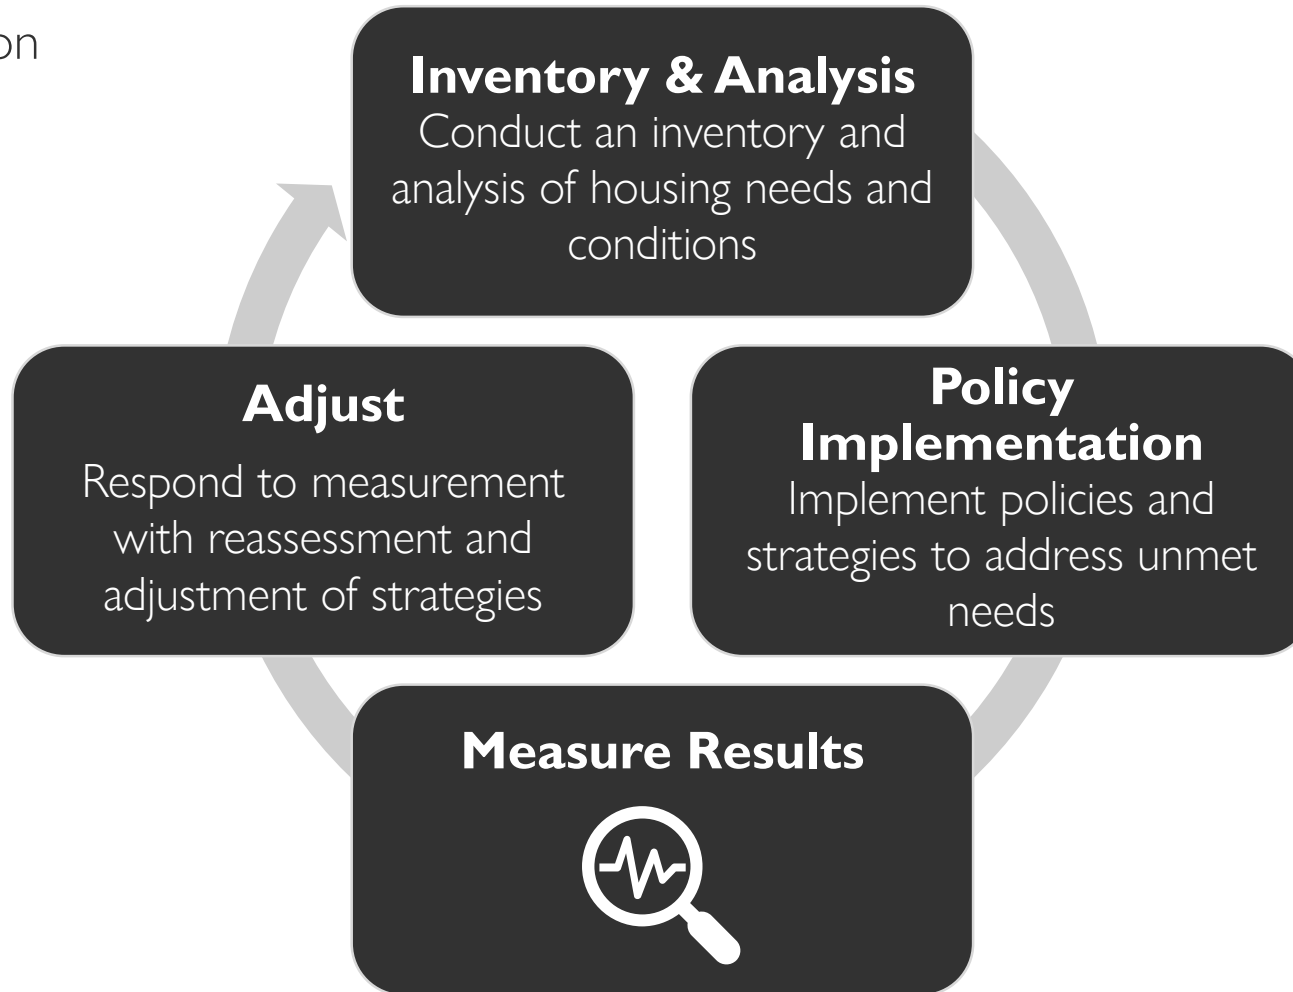 on
Inventory & Analysis
Conduct an inventory and
analysis of housing needs and
conditions
Adjust
Respond to measurement
with reassessment and
adjustment of strategies
Policy
Implementation
Implement policies and
strategies to address unmet
needs
Measure Results